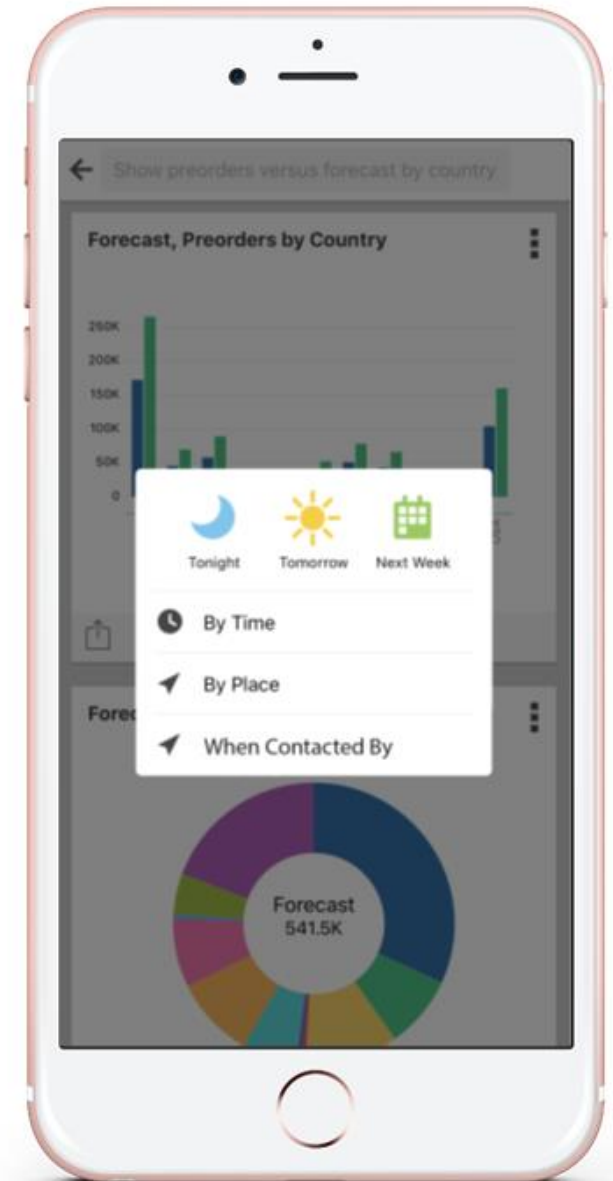 Show preorders versus forecast by country
Forecast, Preorders by Country
250K
200K
150K
100K
50K
0
USA
Tonight Tomorrow Next Week
By Time
By Place
When Contacted By
Forecast
541.5K